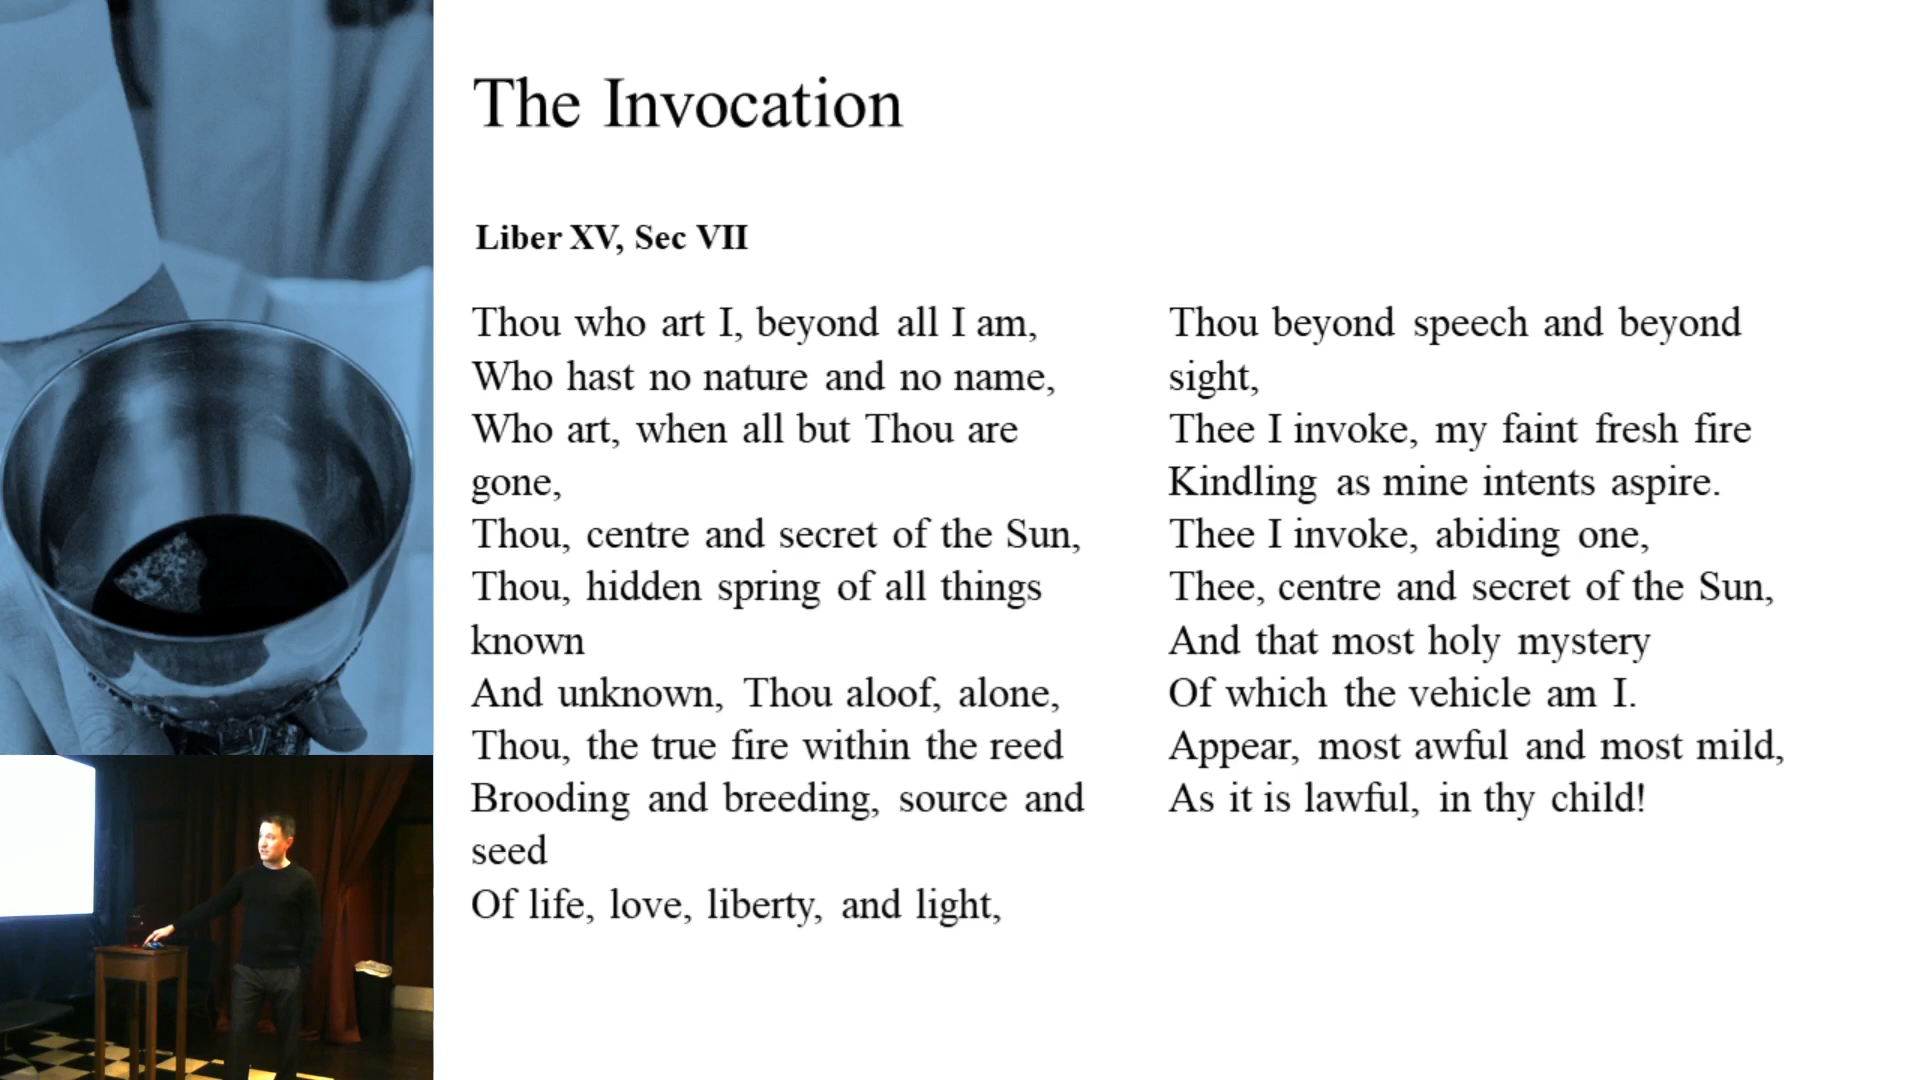 The Invocation
Liber XV, Sec VII
Thou who art I, beyond all I am,
Who hast no nature and no name,
Who art, when all but Thou are
gone,
Thou, centre and secret of the Sun,
Thou, hidden spring of all things
known
And unknown, Thou aloof, alone,
Thou, the true fire within the reed
Brooding and breeding, source and
seed
Of life, love, liberty, and light,
Thou beyond speech and beyond
sight,
Thee I invoke, my faint fresh fire
Kindling as mine intents aspire.
Thee I invoke, abiding one,
Thee, centre and secret of the Sun,
And that most holy mystery
Of which the vehicle am I.
Appear, most awful and most mild,
As it is lawful, in thy child!